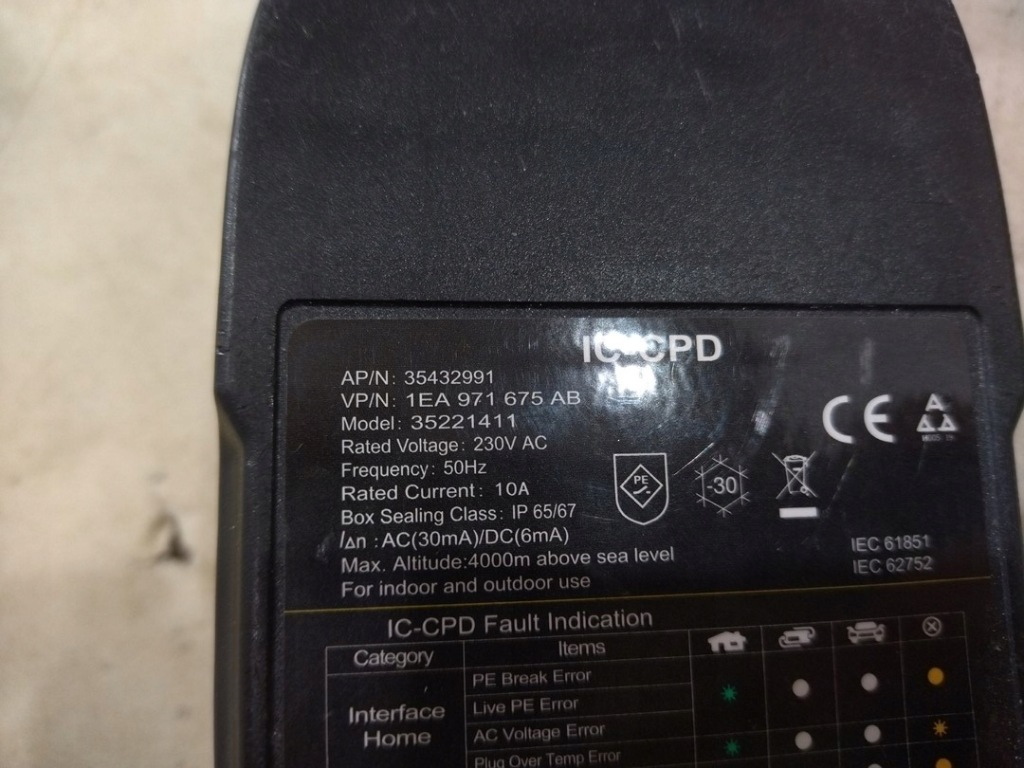 IC-CPD
AP/N: 35432991
VP/N: 1EA 971 675 AB
Model: 35221411
Rated Voltage: 230V AC
Frequency: 50Hz
Rated Current: 10A
Box Sealing Class: IP 65/67
I∆n : AC(30mA)/DC(6mA)
Max. Altitude:4000m above sea level
For indoor and outdoor use
PE
-30
CE
IEC 61851
IEC 62752
IC-CPD Fault Indication
Category Items
PE Break Error
Live PE Error
Interface Home
AC Voltage Error
Plug Over Temp Error